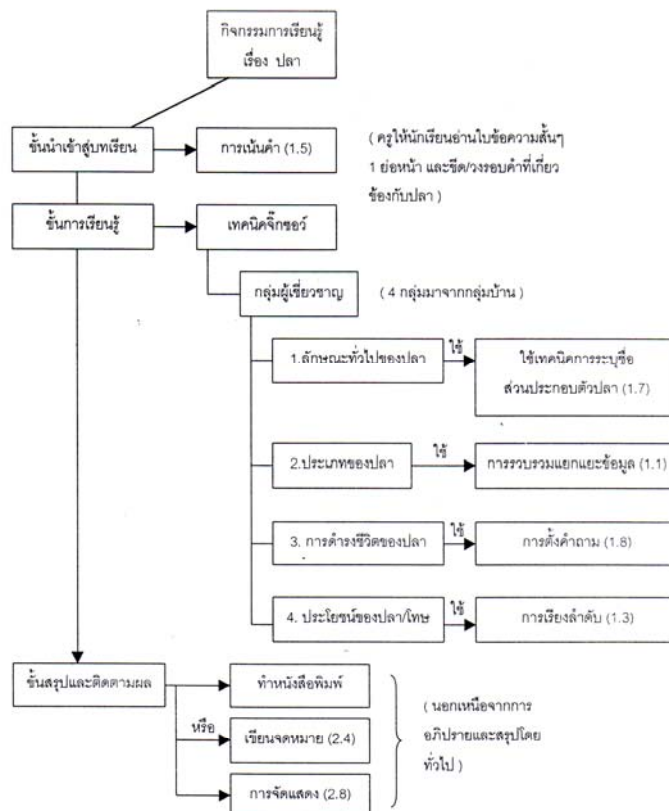 กิจกรรมการเรียนรู้
เรื่อง ปลา
ขั้นนำเข้าสู่บทเรียน
การเน้นคำ (1.5)
( ครูให้นักเรียนอ่านใบข้อความสั้นๆ
1 ย่อหน้า และขีด/วงรอบคำที่เกี่ยว
ข้องกับปลา )
ขั้นการเรียนรู้
เทคนิคจิ๊กซอว์
กลุ่มผู้เชี่ยวชาญ
( 4 กลุ่มมาจากกลุ่มบ้าน )
1.ลักษณะทั่วไปของปลา
ใช้
ใช้เทคนิคการระบุชื่อ
ส่วนประกอบตัวปลา (1.7)
2.ประเภทของปลา
ใช้
การรวบรวมแยกแยะข้อมูล (1.1)
3. การดำรงชีวิตของปลา
ใช้
การตั้งคำถาม (1.8)
4. ประโยชน์ของปลา/โทษ
ใช้
การเรียงลำดับ (1.3)
ขั้นสรุปและติดตามผล
ทำหนังสือพิมพ์
หรือ
เขียนจดหมาย (2.4)
การจัดแสดง (2.8)
( นอกเหนือจากการ
อภิปรายและสรุปโดย
ทั่วไป )